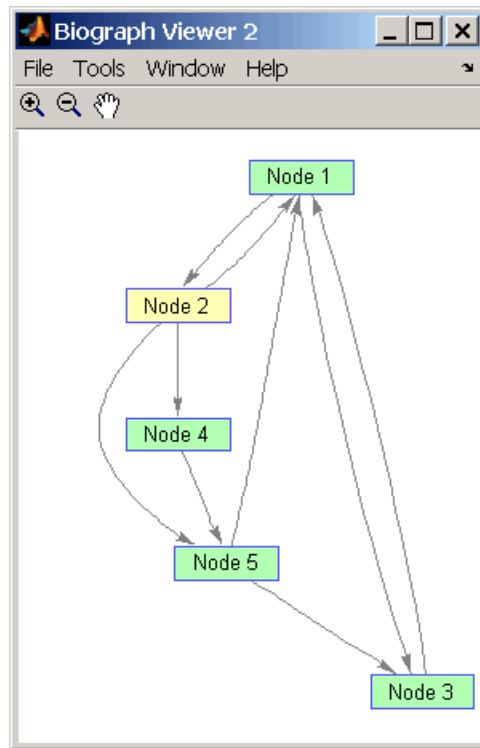 Biograph Viewer 2
File Tools Window Help
Node 1
Node 2
Node 4
Node 5
Node 3